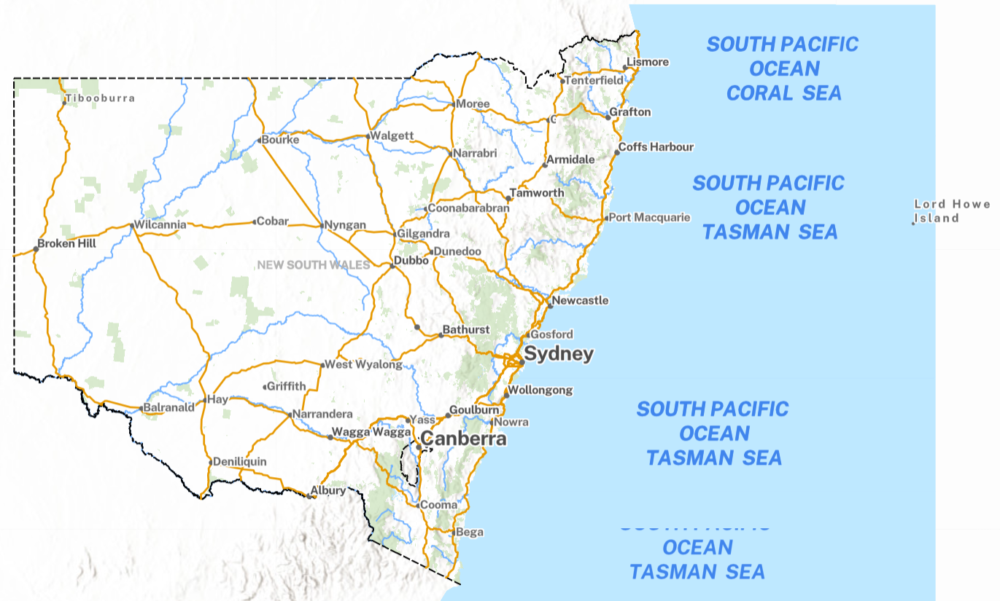 SOUTH PACIFIC
OCEAN
CORAL SEA
Lismore
Tenterfield
Tibooburra
Moree
Grafton
G
Bourke
Walgett
Coffs Harbour
Narrabri
Armidale
SOUTH PACIFIC
OCEAN
TASMAN SEA
Tamworth
Lord Howe
Island
Coonabarabran
Port Macquarie
Wilcannia
Cobar
Nyngan
Gilgandra
Broken Hill
Dunedoo
NEW SOUTH WALES
Dubbo
Newcastle
Bathurst
Gosford
Sydney
West Wyalong
Griffith
Wollongong
Hay
Balranald
Narrandera
Goulburn
Yass
Nowra
SOUTH PACIFIC
OCEAN
TASMAN SEA
Wagga Wagga
Canberra
Deniliquin
Albury
Cooma
Bega
OCEAN
TASMAN SEA